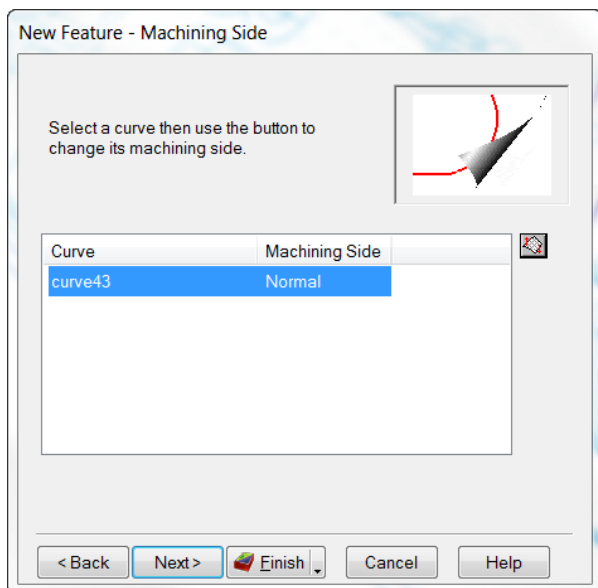 New Feature - Machining Side
Select a curve then use the button to
change its machining side.
Curve Machining Side
curve43 Normal
< Back Next > Finish Cancel Help